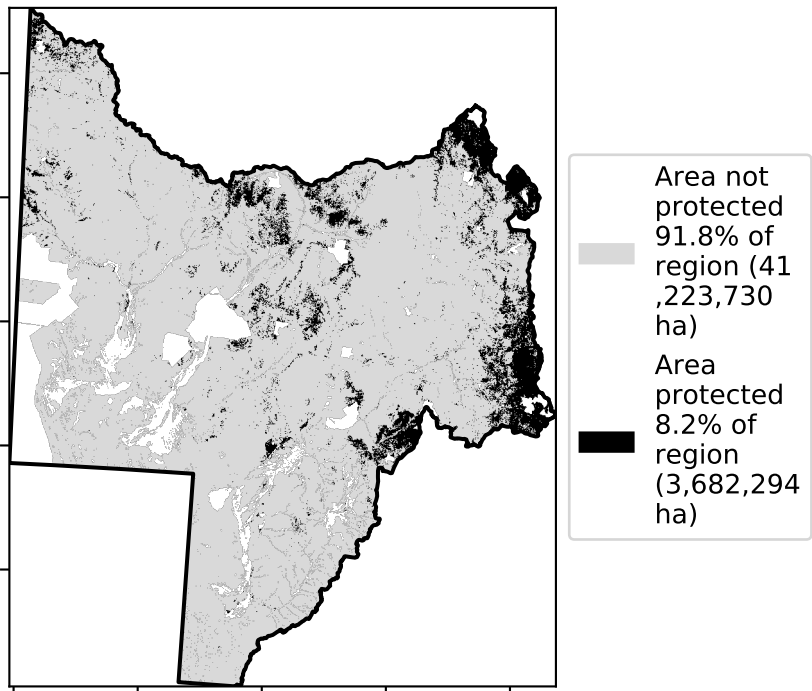 Area not
protected
91.8% of
region (41
,223,730
ha)
Area
protected
8.2% of
region
(3,682,294
ha)